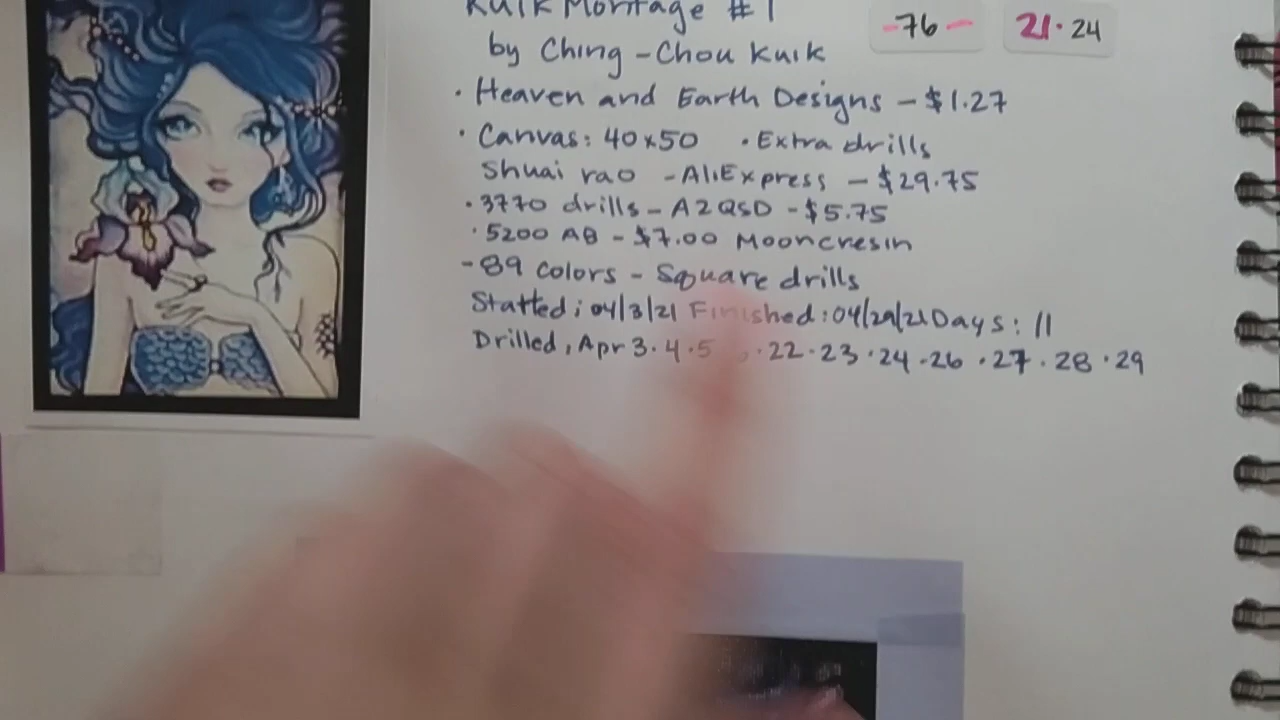 Kuik Montage #1
-76-
21·24
by Ching-Chou Kuik
· Heaven and Earth Designs - $1.27
· Canvas: 40x50 · Extra drills
Shuai rao - AliExpress - $29.75
· 3770 drills - A2QSD - $5.75
· 5200 AB - $7.00 Mooncresin
- 89 colors - Square drills
Started: 04/3/21 Finished: 04/29/21 Days: 11
Drilled, Apr 3 · 4 · 5 · 22 · 23 · 24 · 26 · 27 · 28 · 29